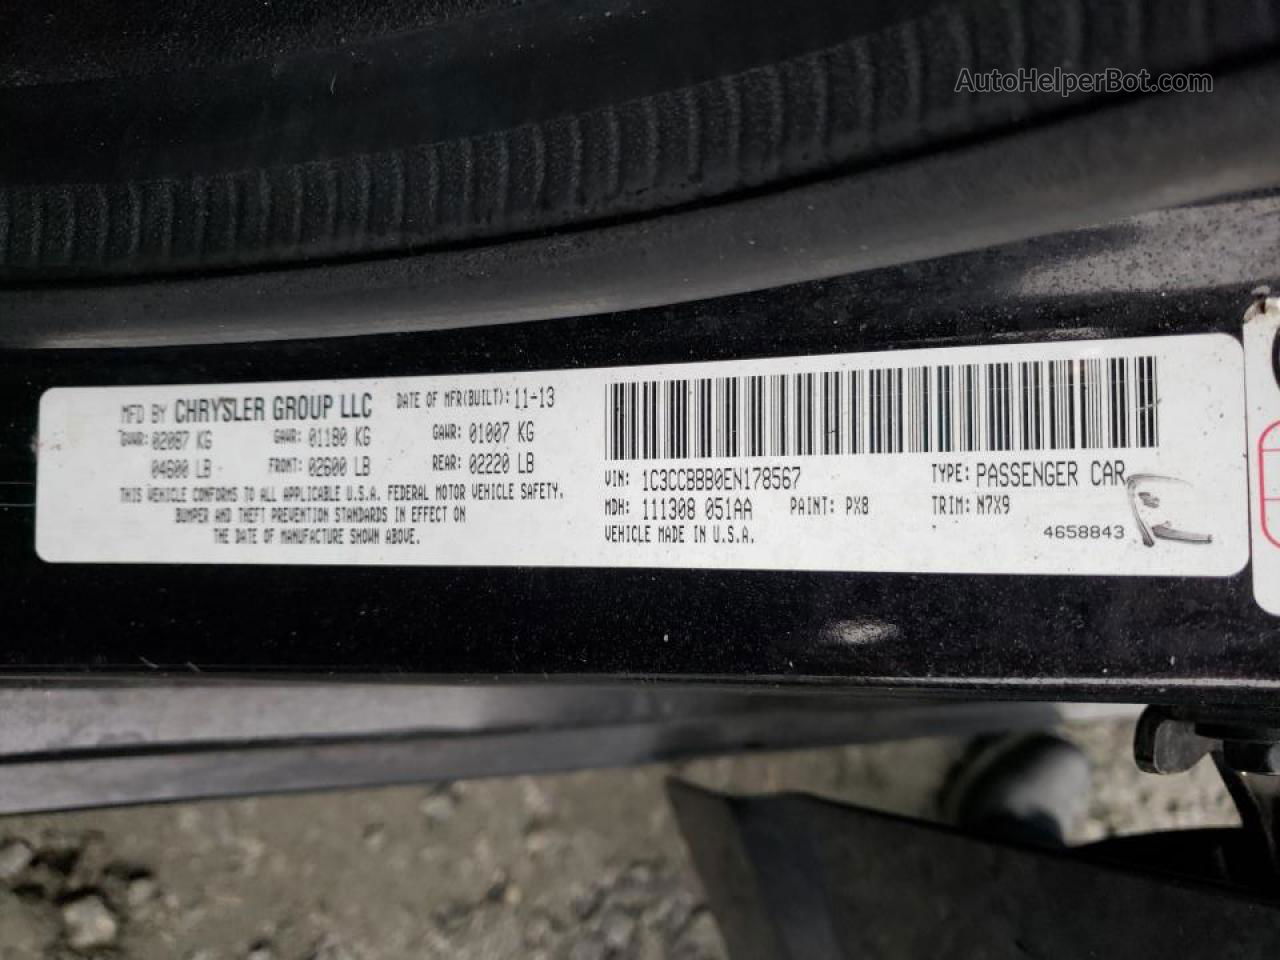 AutoHelperBot.com
MFD BY CHRYSLER GROUP LLC DATE OF MFR(BUILT): 11-13
GVWR: 02087 KG GAWR: 01180 KG GAWR: 01007 KG
04600 LB FRONT: 02600 LB REAR: 02220 LB
THIS VEHICLE CONFORMS TO ALL APPLICABLE U.S.A. FEDERAL MOTOR VEHICLE SAFETY,
BUMPER AND THEFT PREVENTION STANDARDS IN EFFECT ON
THE DATE OF MANUFACTURE SHOWN ABOVE.
VIN: 1C3CCBBB0EN178567 TYPE: PASSENGER CAR
MDH: 111308 051AA PAINT: PX8 TRIM: N7X9
VEHICLE MADE IN U.S.A. 4658843